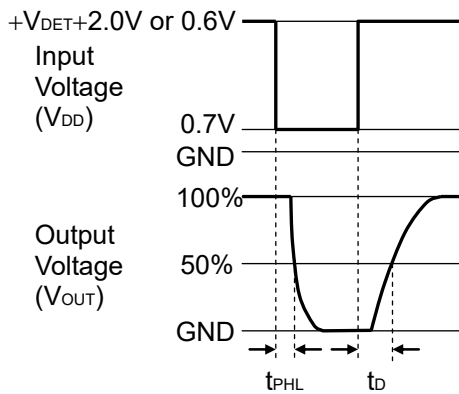 +VDET+2.0V or 0.6V
Input
Voltage
(VDD)
0.7V
GND
100%
Output
Voltage
(VOUT)
50%
GND
tPHL
tD